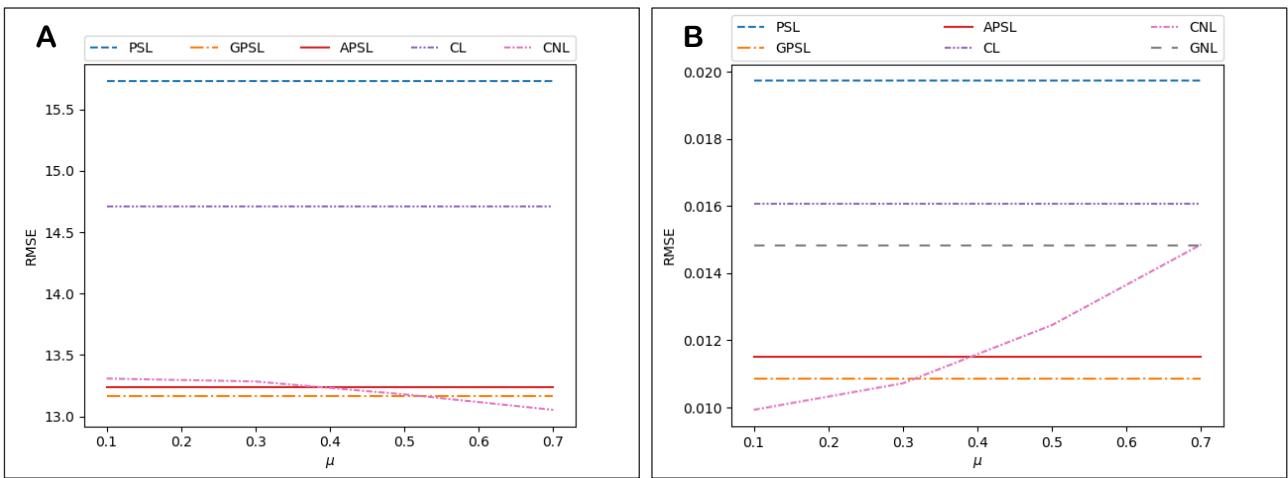 A
PSL GPSL APSL CL CNL
15.5
15.0
14.5
14.0
13.5
13.0
RMSE
0.1 0.2 0.3 0.4 0.5 0.6 0.7
μ
B
PSL APSL CNL
GPSL CL GNL
0.020
0.018
0.016
0.014
0.012
0.010
RMSE
0.1 0.2 0.3 0.4 0.5 0.6 0.7
μ